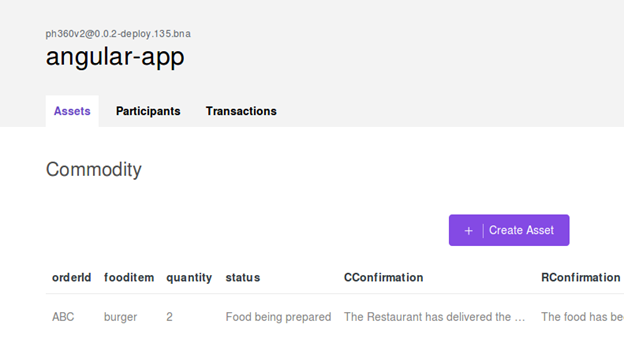 ph360v2@0.0.2-deploy.135.bna
angular-app
Assets Participants Transactions
Commodity
+ Create Asset
orderId fooditem quantity status CConfirmation RConfirmation
ABC burger 2 Food being prepared The Restaurant has delivered the ... The food has